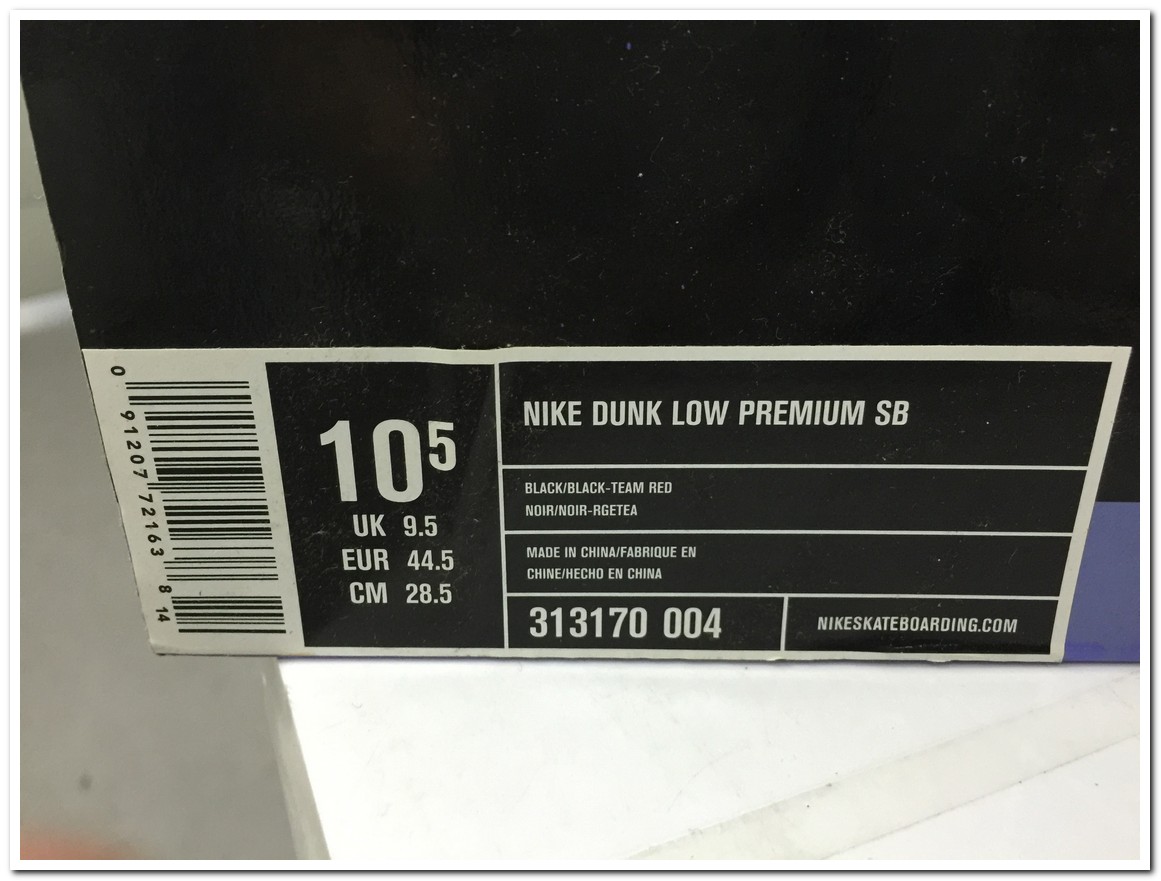 0 91207 72163 8 14
10⁵
UK 9.5
EUR 44.5
CM 28.5
NIKE DUNK LOW PREMIUM SB
BLACK/BLACK-TEAM RED
NOIR/NOIR-RGETEA
MADE IN CHINA/FABRIQUE EN
CHINE/HECHO EN CHINA
313170 004
NIKESKATEBOARDING.COM